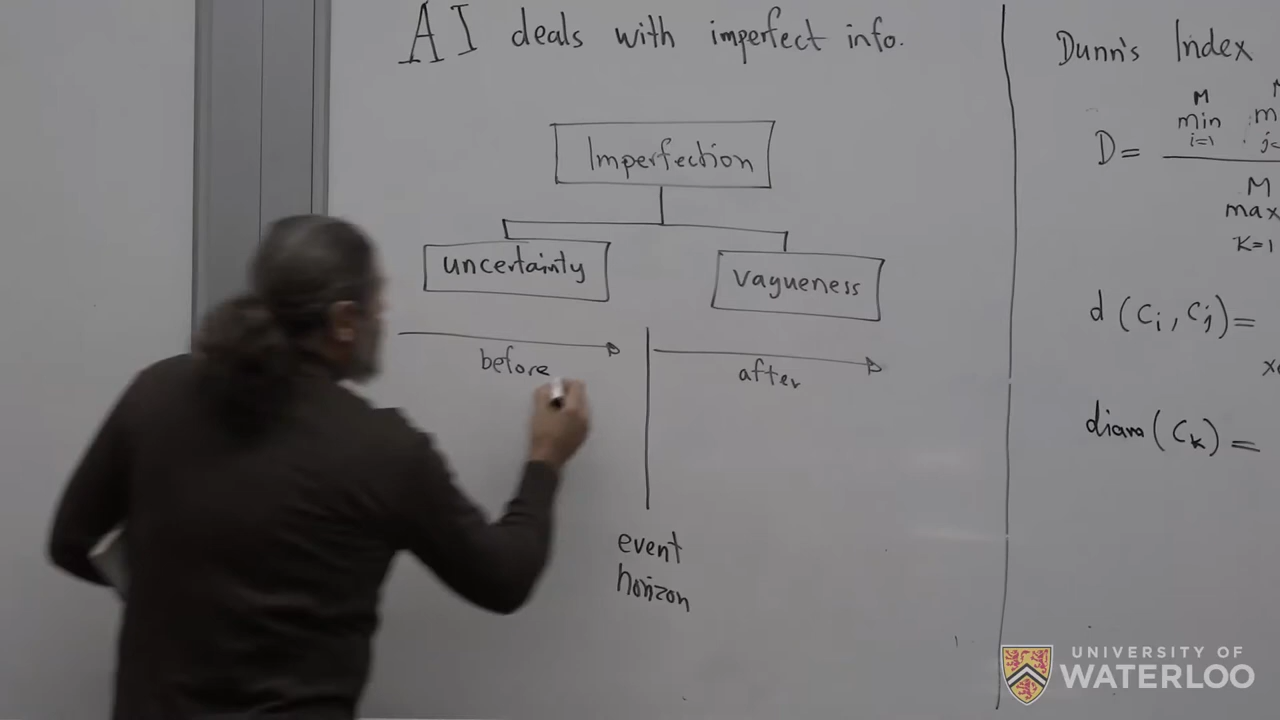 AI deals with imperfect info.
Imperfection
uncertainty
vagueness
before
after
event
horizon
Dunn's Index
D =
M
min
i=1
M
max
K=1
d (Ci, Cj) =
diam (Ck) =
UNIVERSITY OF
WATERLOO